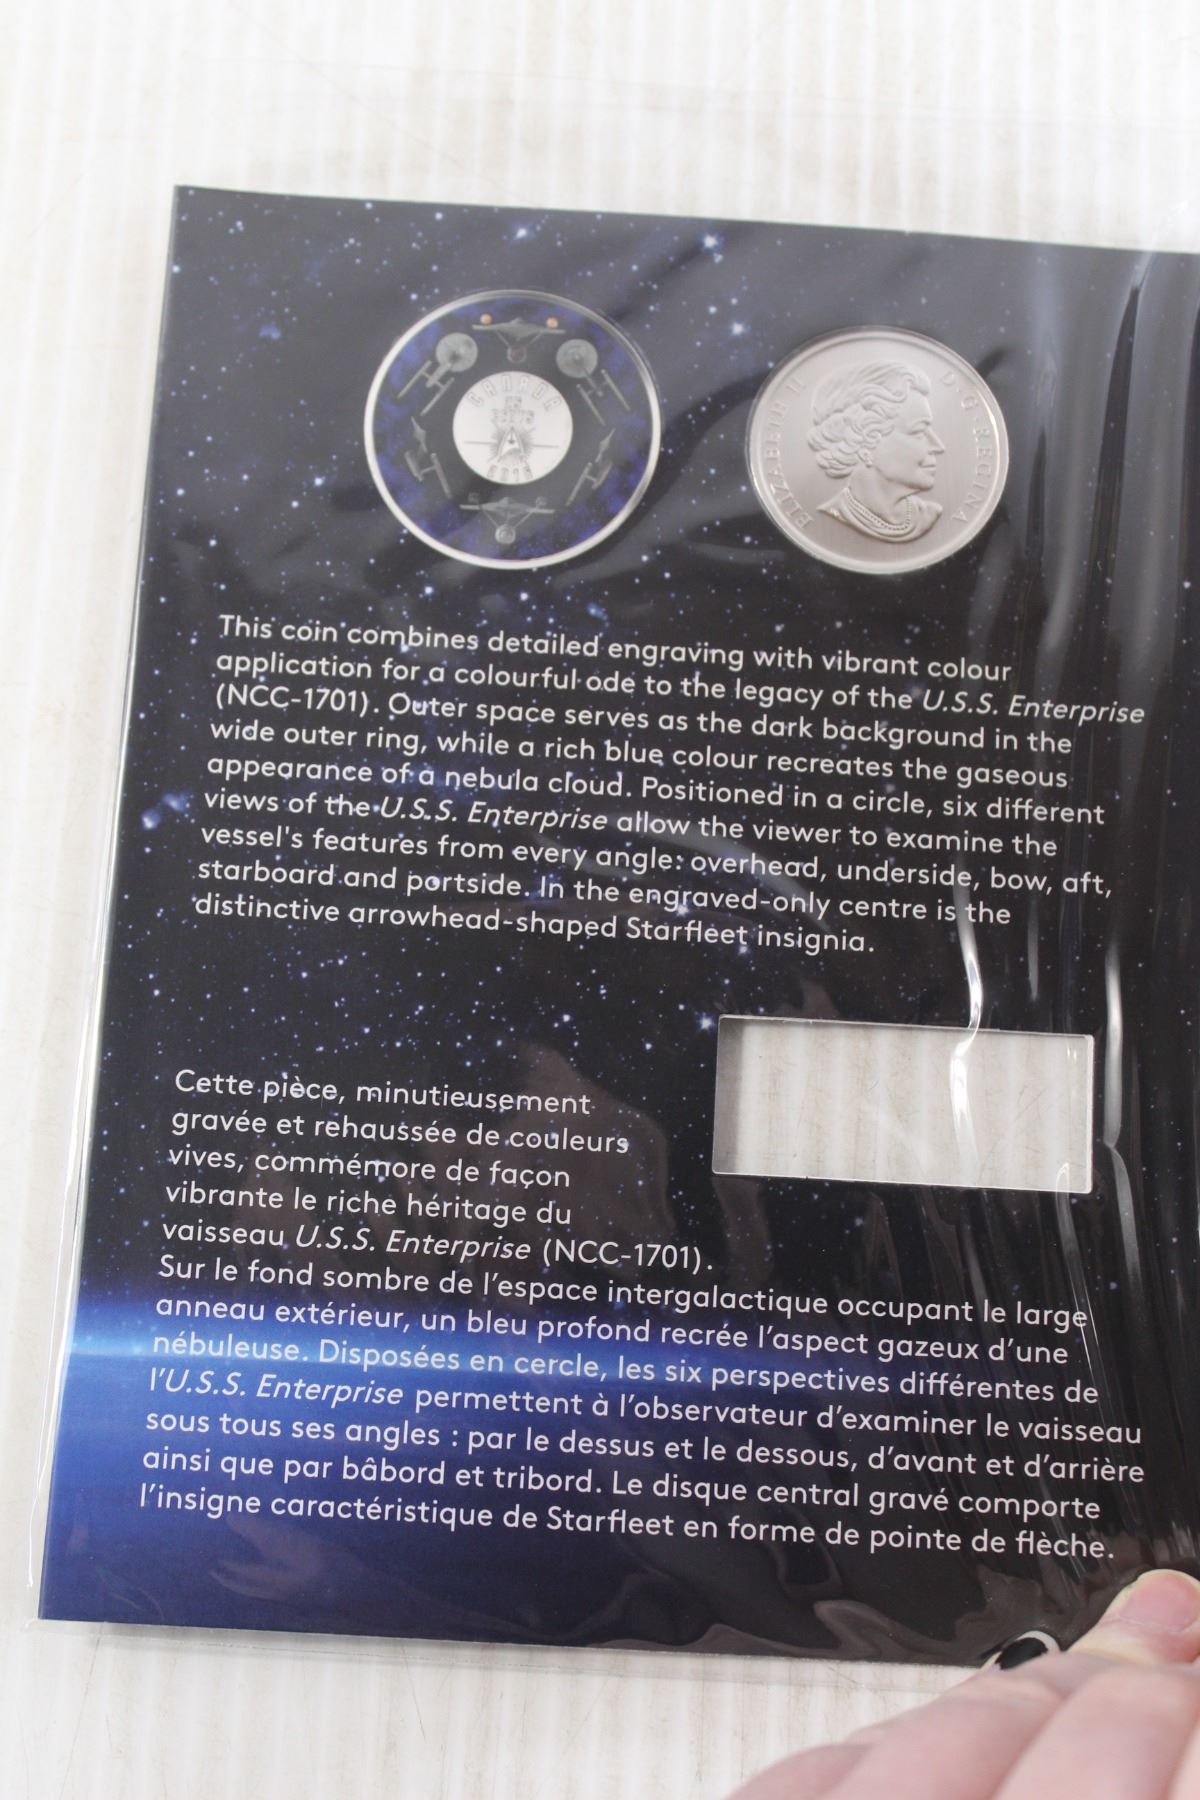 CANADA
25
CENTS
2016
ELIZABETH II
D·G·REGINA
This coin combines detailed engraving with vibrant colour
application for a colourful ode to the legacy of the U.S.S. Enterprise
(NCC-1701). Outer space serves as the dark background in the
wide outer ring, while a rich blue colour recreates the gaseous
appearance of a nebula cloud. Positioned in a circle, six different
views of the U.S.S. Enterprise allow the viewer to examine the
vessel's features from every angle: overhead, underside, bow, aft,
starboard and portside. In the engraved-only centre is the
distinctive arrowhead-shaped Starfleet insignia.
Cette pièce, minutieusement
gravée et rehaussée de couleurs
vives, commémore de façon
vibrante le riche héritage du
vaisseau U.S.S. Enterprise (NCC-1701).
Sur le fond sombre de l'espace intergalactique occupant le large
anneau extérieur, un bleu profond recrée l'aspect gazeux d'une
nébuleuse. Disposées en cercle, les six perspectives différentes de
l'U.S.S. Enterprise permettent à l'observateur d'examiner le vaisseau
sous tous ses angles : par le dessus et le dessous, d'avant et d'arrière
ainsi que par bâbord et tribord. Le disque central gravé comporte
l'insigne caractéristique de Starfleet en forme de pointe de flèche.